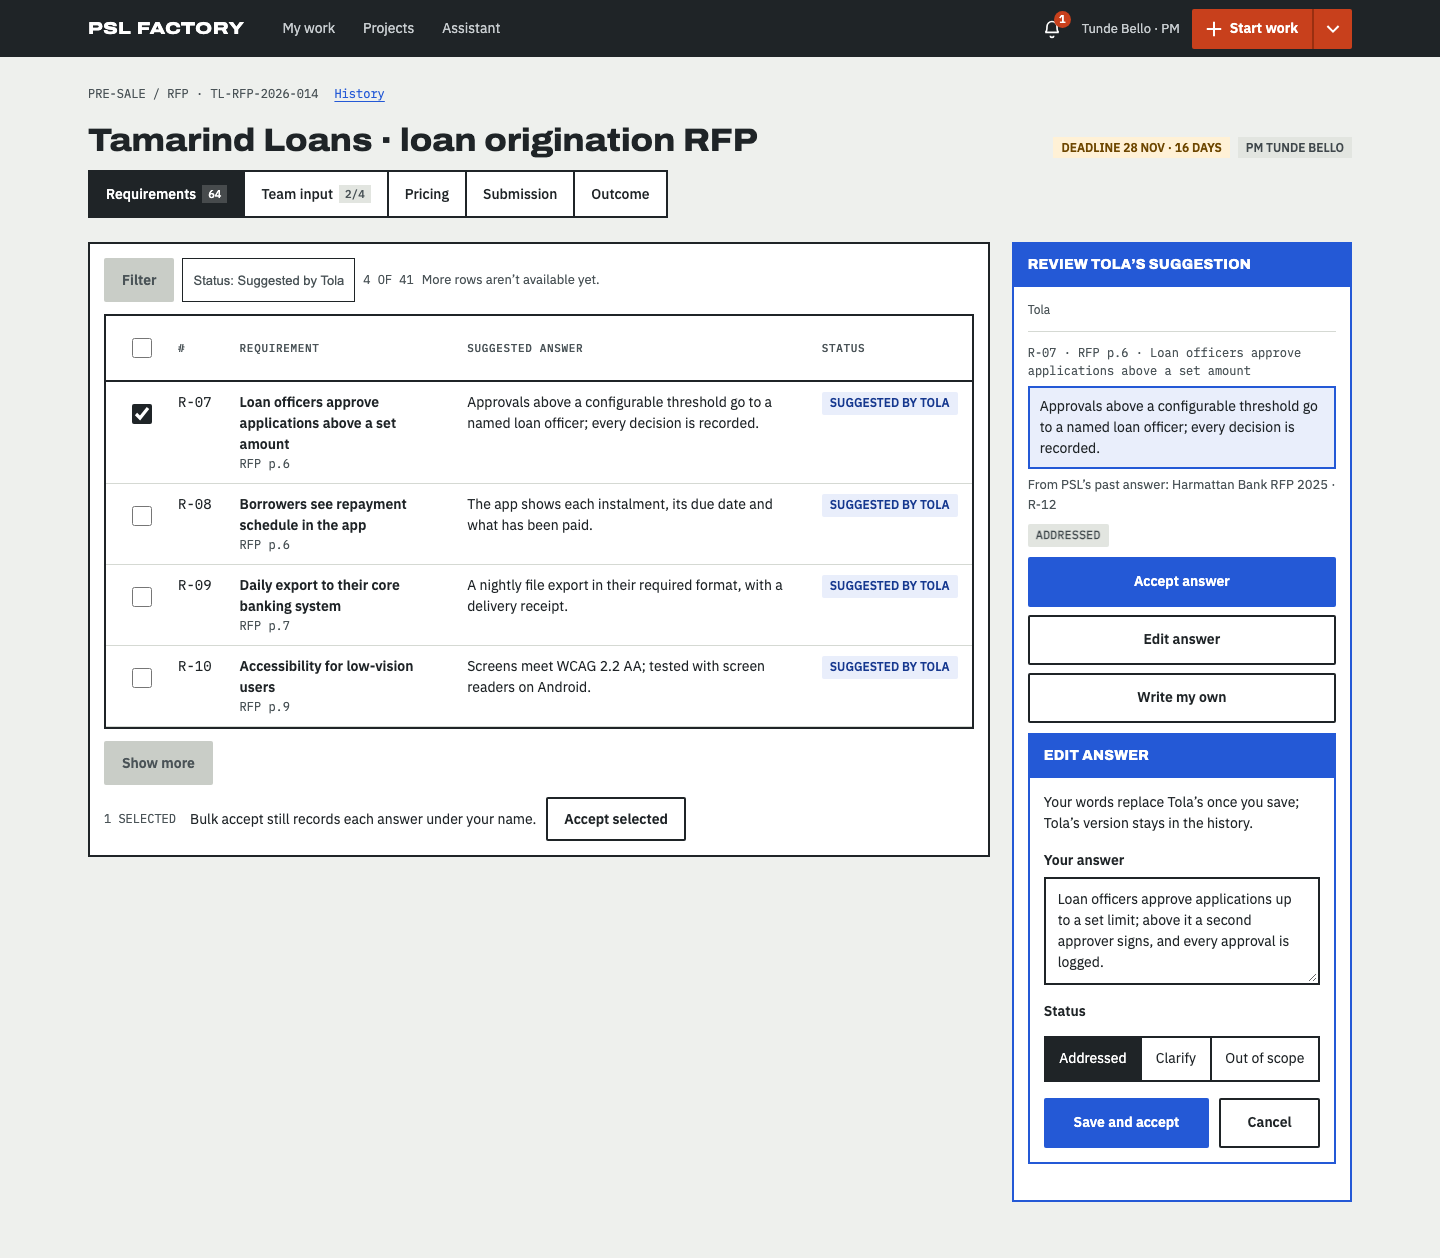 PSL FACTORY
My work
Projects
Assistant
1
Tunde Bello · PM
Start work
PRE-SALE / RFP · TL-RFP-2026-014
History
Tamarind Loans · loan origination RFP
DEADLINE 28 NOV · 16 DAYS
PM TUNDE BELLO
Requirements 64
Team input 2/4
Pricing
Submission
Outcome
Filter
Status: Suggested by Tola
4 OF 41
More rows aren’t available yet.
#
REQUIREMENT
SUGGESTED ANSWER
STATUS
R-07
Loan officers approve
applications above a set
amount
RFP p.6
Approvals above a configurable threshold go to a
named loan officer; every decision is recorded.
SUGGESTED BY TOLA
R-08
Borrowers see repayment
schedule in the app
RFP p.6
The app shows each instalment, its due date and
what has been paid.
SUGGESTED BY TOLA
R-09
Daily export to their core
banking system
RFP p.7
A nightly file export in their required format, with a
delivery receipt.
SUGGESTED BY TOLA
R-10
Accessibility for low-vision
users
RFP p.9
Screens meet WCAG 2.2 AA; tested with screen
readers on Android.
SUGGESTED BY TOLA
Show more
1 SELECTED
Bulk accept still records each answer under your name.
Accept selected
REVIEW TOLA’S SUGGESTION
Tola
R-07 · RFP p.6 · Loan officers approve
applications above a set amount
Approvals above a configurable threshold go
to a named loan officer; every decision is
recorded.
From PSL’s past answer: Harmattan Bank RFP 2025 ·
R-12
ADDRESSED
Accept answer
Edit answer
Write my own
EDIT ANSWER
Your words replace Tola’s once you save;
Tola’s version stays in the history.
Your answer
Loan officers approve applications up
to a set limit; above it a second
approver signs, and every approval is
logged.
Status
Addressed
Clarify
Out of scope
Save and accept
Cancel